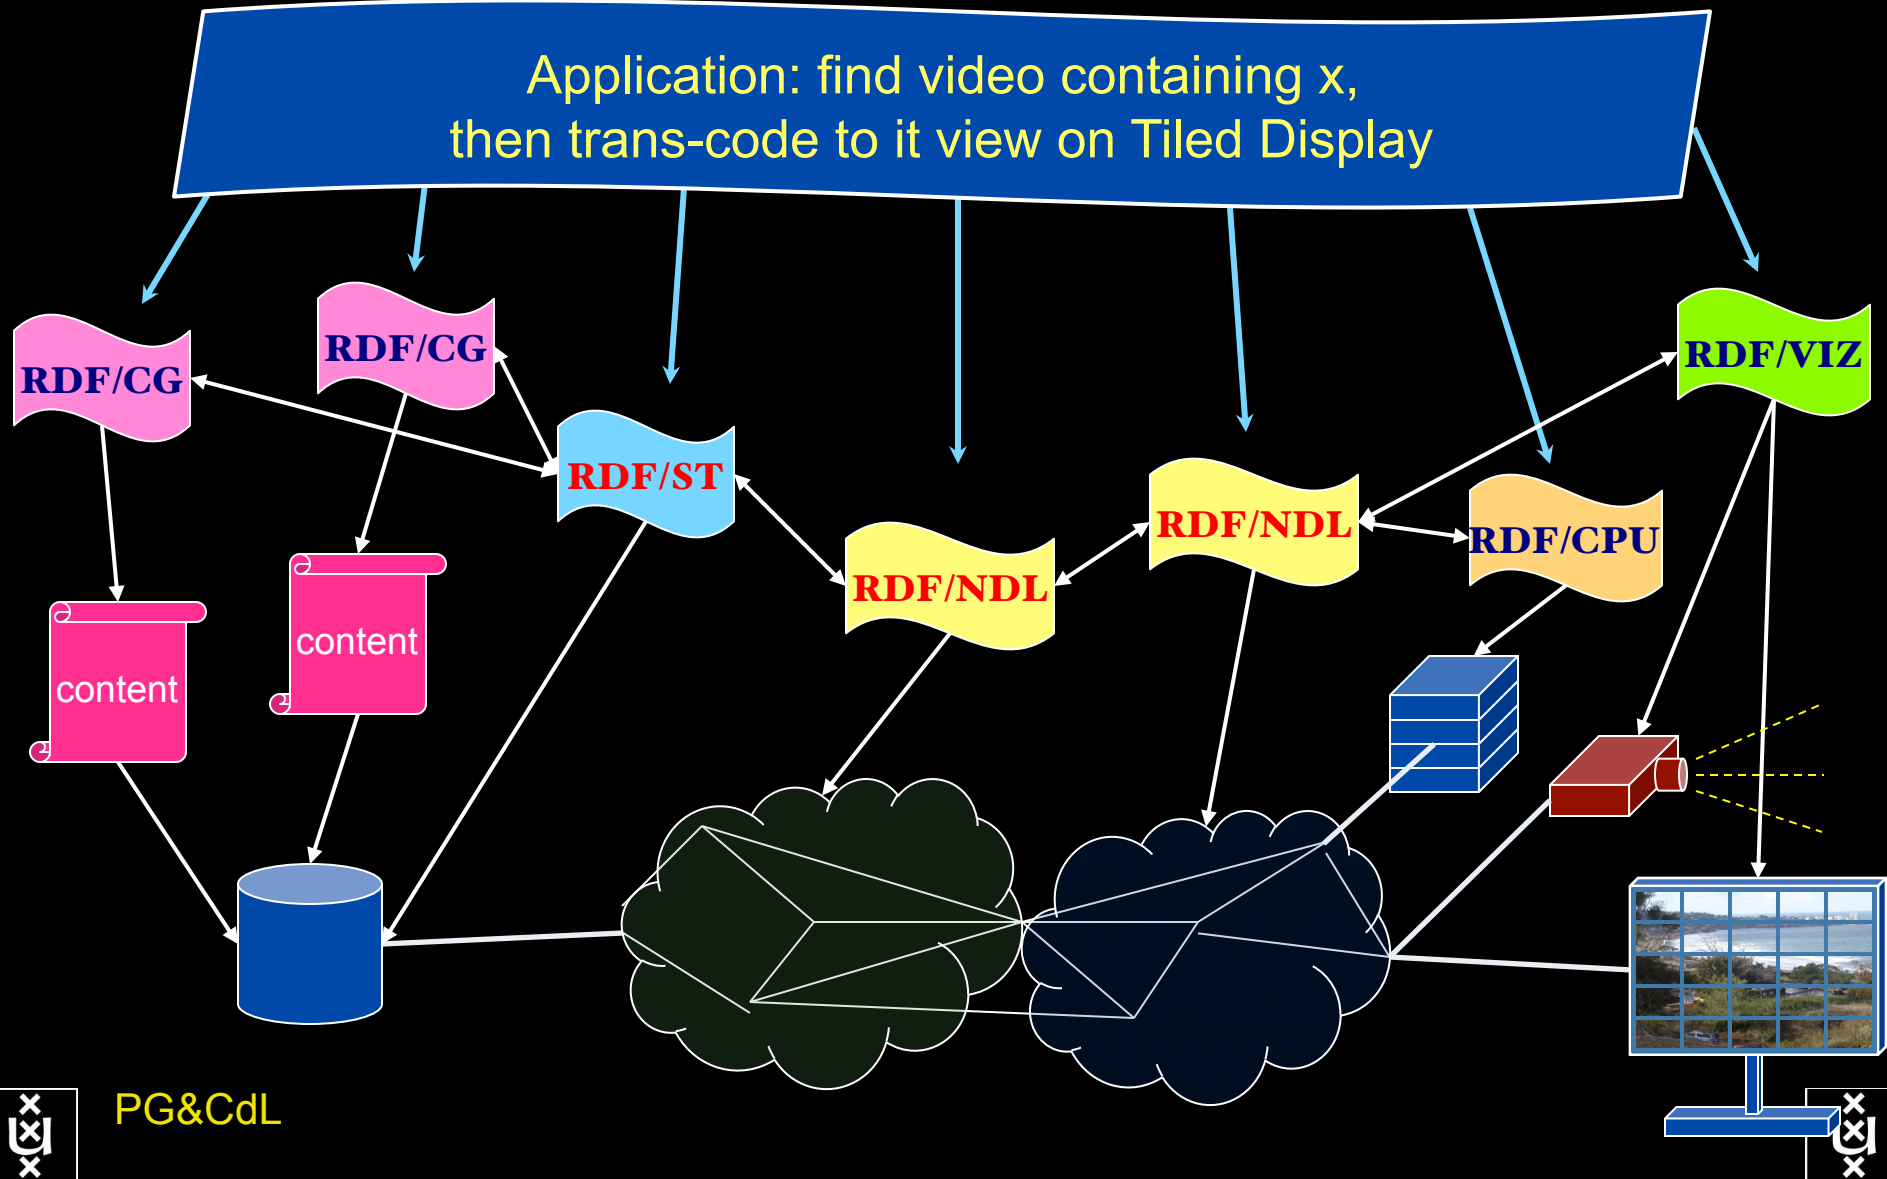 Application: find video containing x,
then trans-code to it view on Tiled Display
RDF/CG
RDF/CG
RDF/VIZ
RDF/ST
RDF/NDL
RDF/CPU
RDF/NDL
content
content
PG&CdL